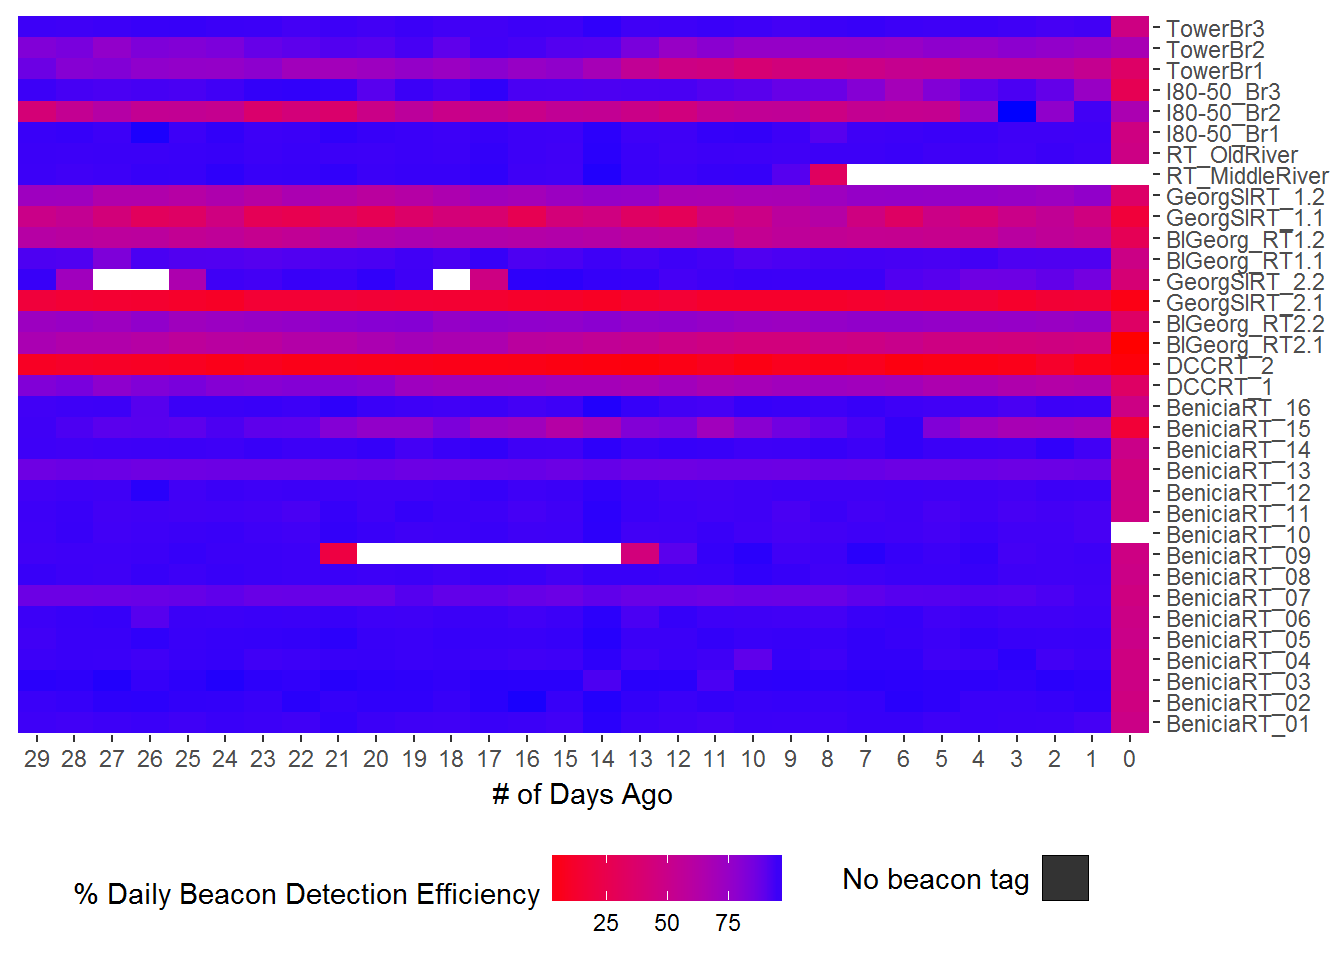 TowerBr3
TowerBr2
TowerBr1
I80-50_Br3
I80-50_Br2
I80-50_Br1
RT_OldRiver
RT_MiddleRiver
GeorgSlRT_1.2
GeorgSlRT_1.1
BlGeorg_RT1.2
BlGeorg_RT1.1
GeorgSlRT_2.2
GeorgSlRT_2.1
BlGeorg_RT2.2
BlGeorg_RT2.1
DCCRT_2
DCCRT_1
BeniciaRT_16
BeniciaRT_15
BeniciaRT_14
BeniciaRT_13
BeniciaRT_12
BeniciaRT_11
BeniciaRT_10
BeniciaRT_09
BeniciaRT_08
BeniciaRT_07
BeniciaRT_06
BeniciaRT_05
BeniciaRT_04
BeniciaRT_03
BeniciaRT_02
BeniciaRT_01
29 28 27 26 25 24 23 22 21 20 19 18 17 16 15 14 13 12 11 10 9 8 7 6 5 4 3 2 1 0
# of Days Ago
% Daily Beacon Detection Efficiency
25 50 75
No beacon tag